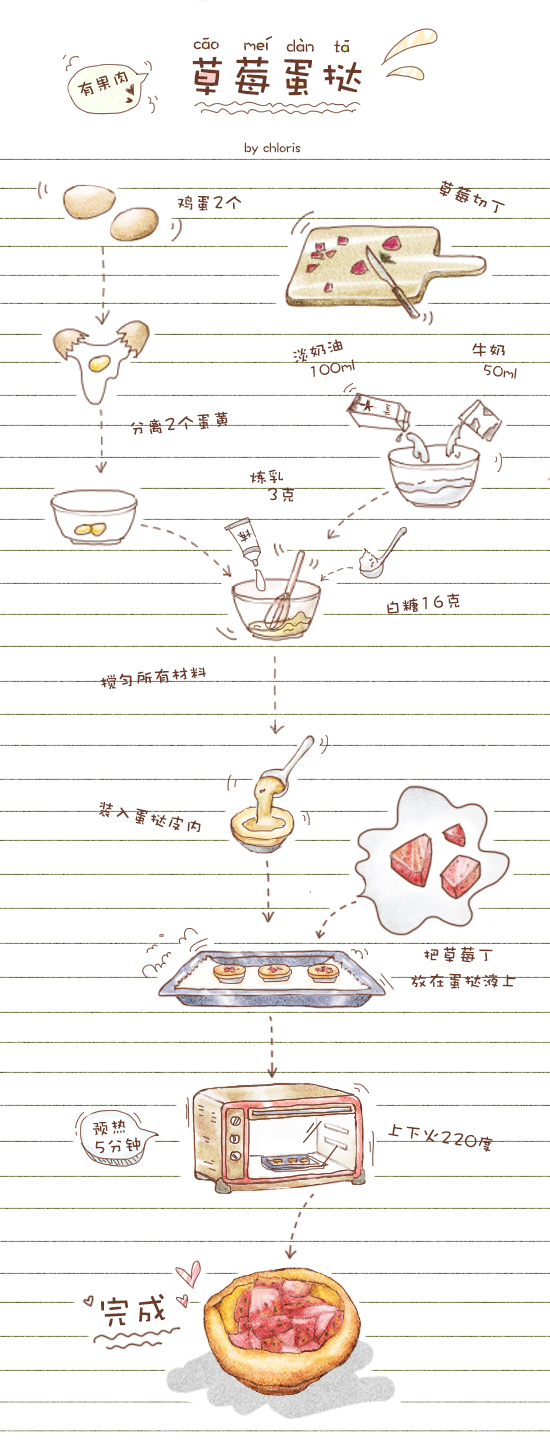 cāo meí dàn tā
有果肉
草莓蛋挞
by chloris
鸡蛋2个
草莓切丁
淡奶油
100ml
牛奶
50ml
分离2个蛋黄
炼乳
3克
白糖16克
搅匀所有材料
装入蛋挞皮内
把草莓丁
放在蛋挞液上
预热
5分钟
上下火220度
完成